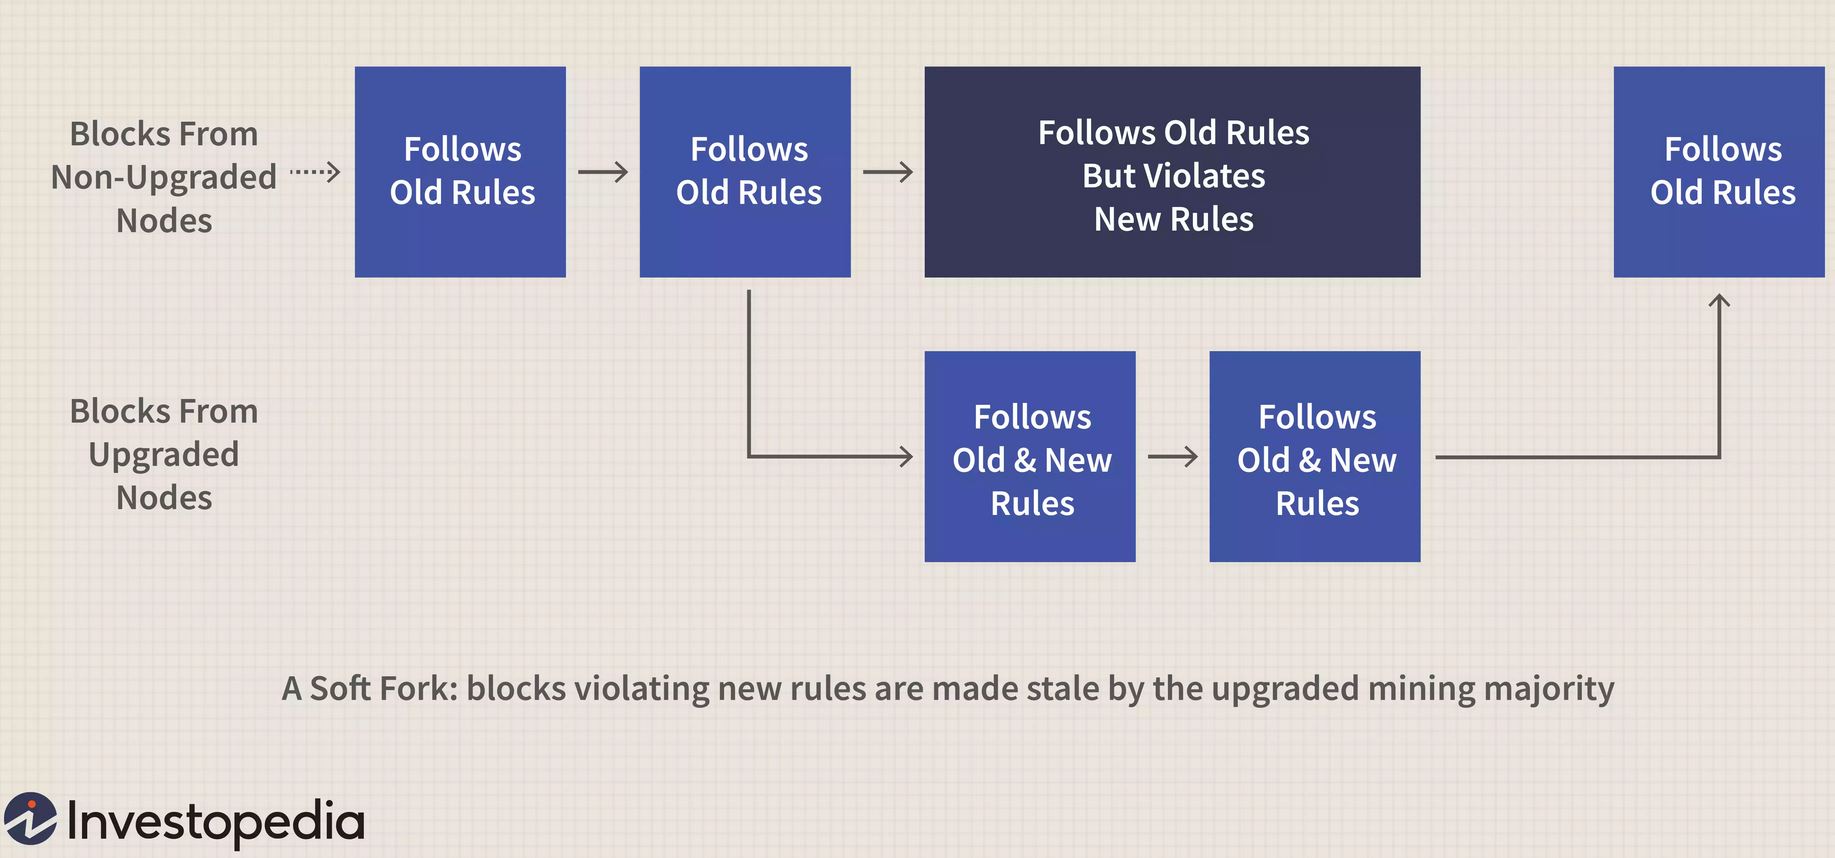 Blocks From
Non-Upgraded
Nodes
Follows
Old Rules
Follows
Old Rules
Follows Old Rules
But Violates
New Rules
Follows
Old Rules
Blocks From
Upgraded
Nodes
Follows
Old & New
Rules
Follows
Old & New
Rules
A Soft Fork: blocks violating new rules are made stale by the upgraded mining majority
Investopedia